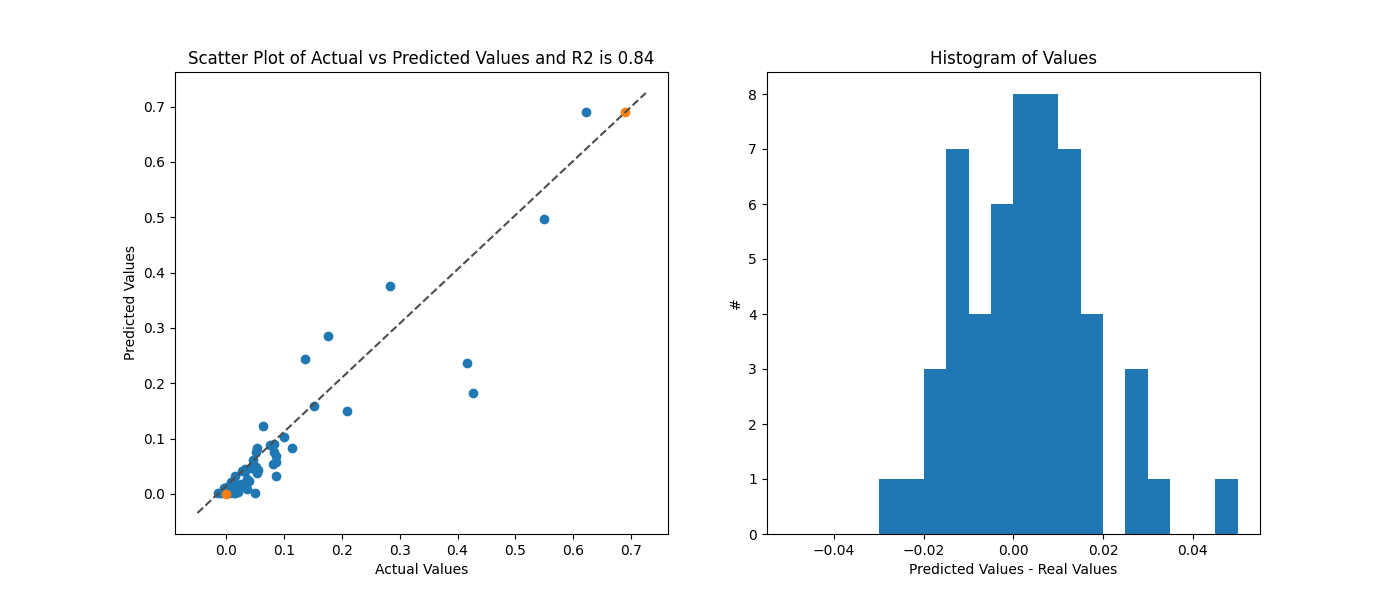 Scatter Plot of Actual vs Predicted Values and R2 is 0.84
0.7
0.6
0.5
0.4
0.3
0.2
0.1
0.0
Predicted Values
0.0 0.1 0.2 0.3 0.4 0.5 0.6 0.7
Actual Values
Histogram of Values
8
7
6
5
4
3
2
1
0
#
−0.04 −0.02 0.00 0.02 0.04
Predicted Values - Real Values